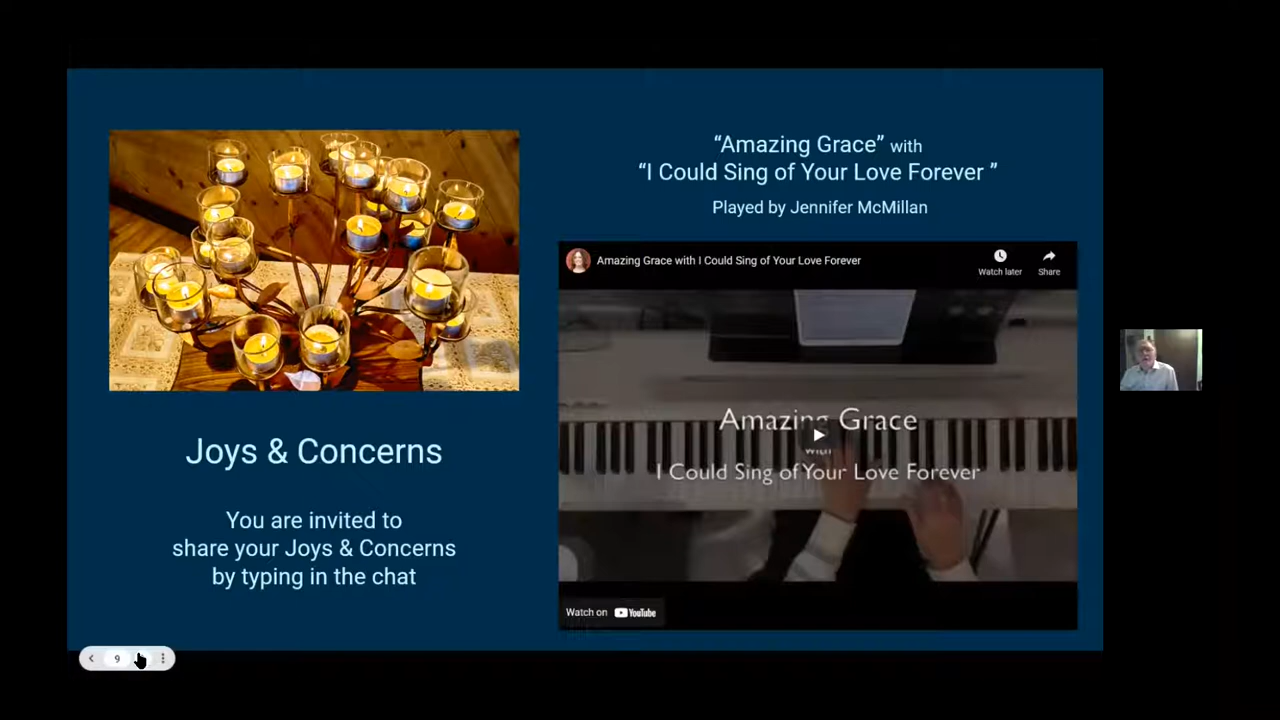 “Amazing Grace” with
“I Could Sing of Your Love Forever ”
Played by Jennifer McMillan
Amazing Grace with I Could Sing of Your Love Forever
Watch later
Share
Amazing Grace
with
I Could Sing of Your Love Forever
Watch on YouTube
Joys & Concerns
You are invited to
share your Joys & Concerns
by typing in the chat
9